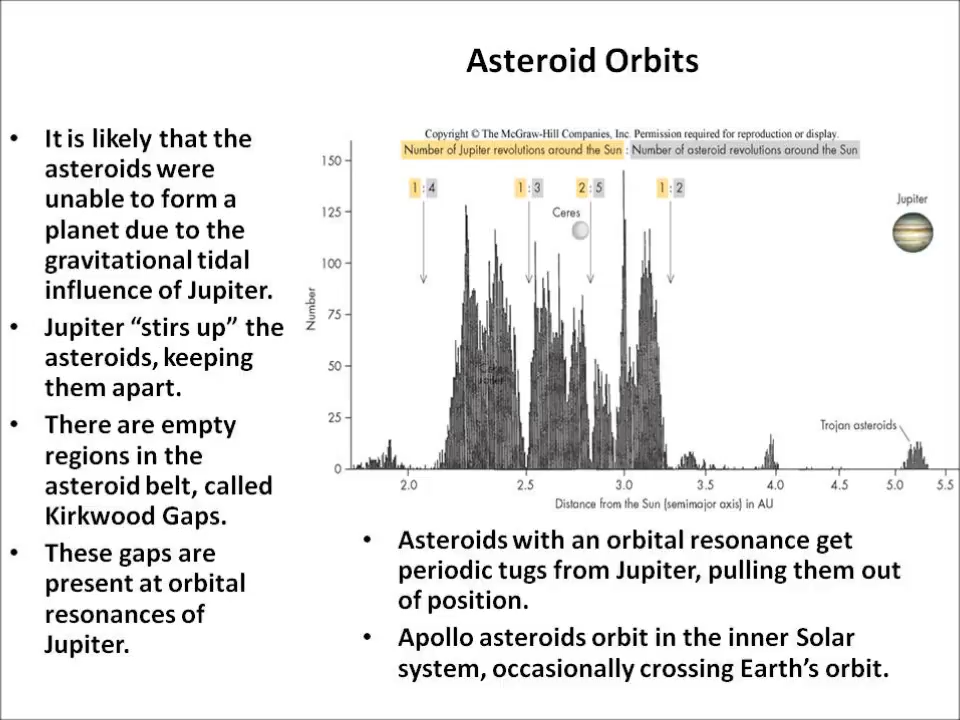 Asteroid Orbits
• It is likely that the
asteroids were
unable to form a
planet due to the
gravitational tidal
influence of Jupiter.
• Jupiter “stirs up” the
asteroids, keeping
them apart.
• There are empty
regions in the
asteroid belt, called
Kirkwood Gaps.
• These gaps are
present at orbital
resonances of
Jupiter.
Copyright © The McGraw-Hill Companies, Inc. Permission required for reproduction or display.
Number of Jupiter revolutions around the Sun : Number of asteroid revolutions around the Sun
1 : 4
1 : 3
2 : 5
1 : 2
Ceres
Jupiter
Trojan asteroids
Number
150
125
100
75
50
25
0
2.0 2.5 3.0 3.5 4.0 4.5 5.0 5.5
Distance from the Sun (semimajor axis) in AU
• Asteroids with an orbital resonance get
periodic tugs from Jupiter, pulling them out
of position.
• Apollo asteroids orbit in the inner Solar
system, occasionally crossing Earth’s orbit.